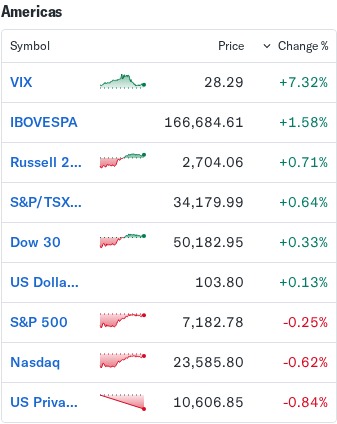 Americas
Symbol Price Change %
VIX 28.29 +7.32%
IBOVESPA 166,684.61 +1.58%
Russell 2... 2,704.06 +0.71%
S&P/TSX... 34,179.99 +0.64%
Dow 30 50,182.95 +0.33%
US Dolla... 103.80 +0.13%
S&P 500 7,182.78 -0.25%
Nasdaq 23,585.80 -0.62%
US Priva... 10,606.85 -0.84%